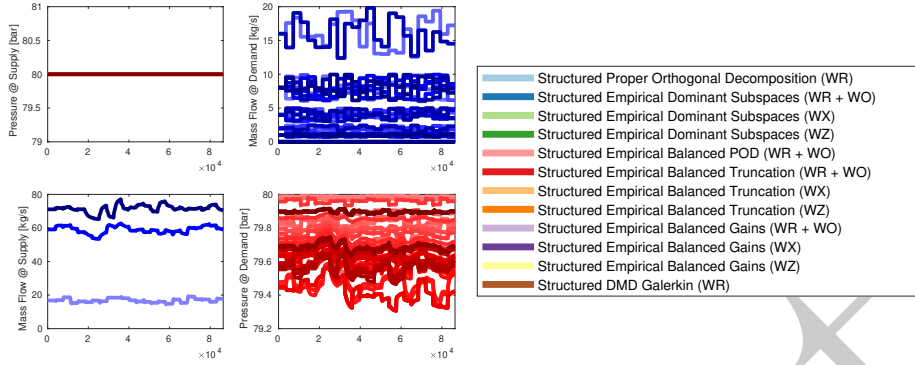 81
80.5
80
79.5
79
Pressure @ Supply [bar]
0 2 4 6 8
×10⁴
20
15
10
5
0
Mass Flow @ Demand [kg/s]
0 2 4 6 8
×10⁴
80
60
40
20
0
Mass Flow @ Supply [kg/s]
0 2 4 6 8
×10⁴
80
79.8
79.6
79.4
79.2
Pressure @ Demand [bar]
0 2 4 6 8
×10⁴
Structured Proper Orthogonal Decomposition (WR)
Structured Empirical Dominant Subspaces (WR + WO)
Structured Empirical Dominant Subspaces (WX)
Structured Empirical Dominant Subspaces (WZ)
Structured Empirical Balanced POD (WR + WO)
Structured Empirical Balanced Truncation (WR + WO)
Structured Empirical Balanced Truncation (WX)
Structured Empirical Balanced Truncation (WZ)
Structured Empirical Balanced Gains (WR + WO)
Structured Empirical Balanced Gains (WX)
Structured Empirical Balanced Gains (WZ)
Structured DMD Galerkin (WR)